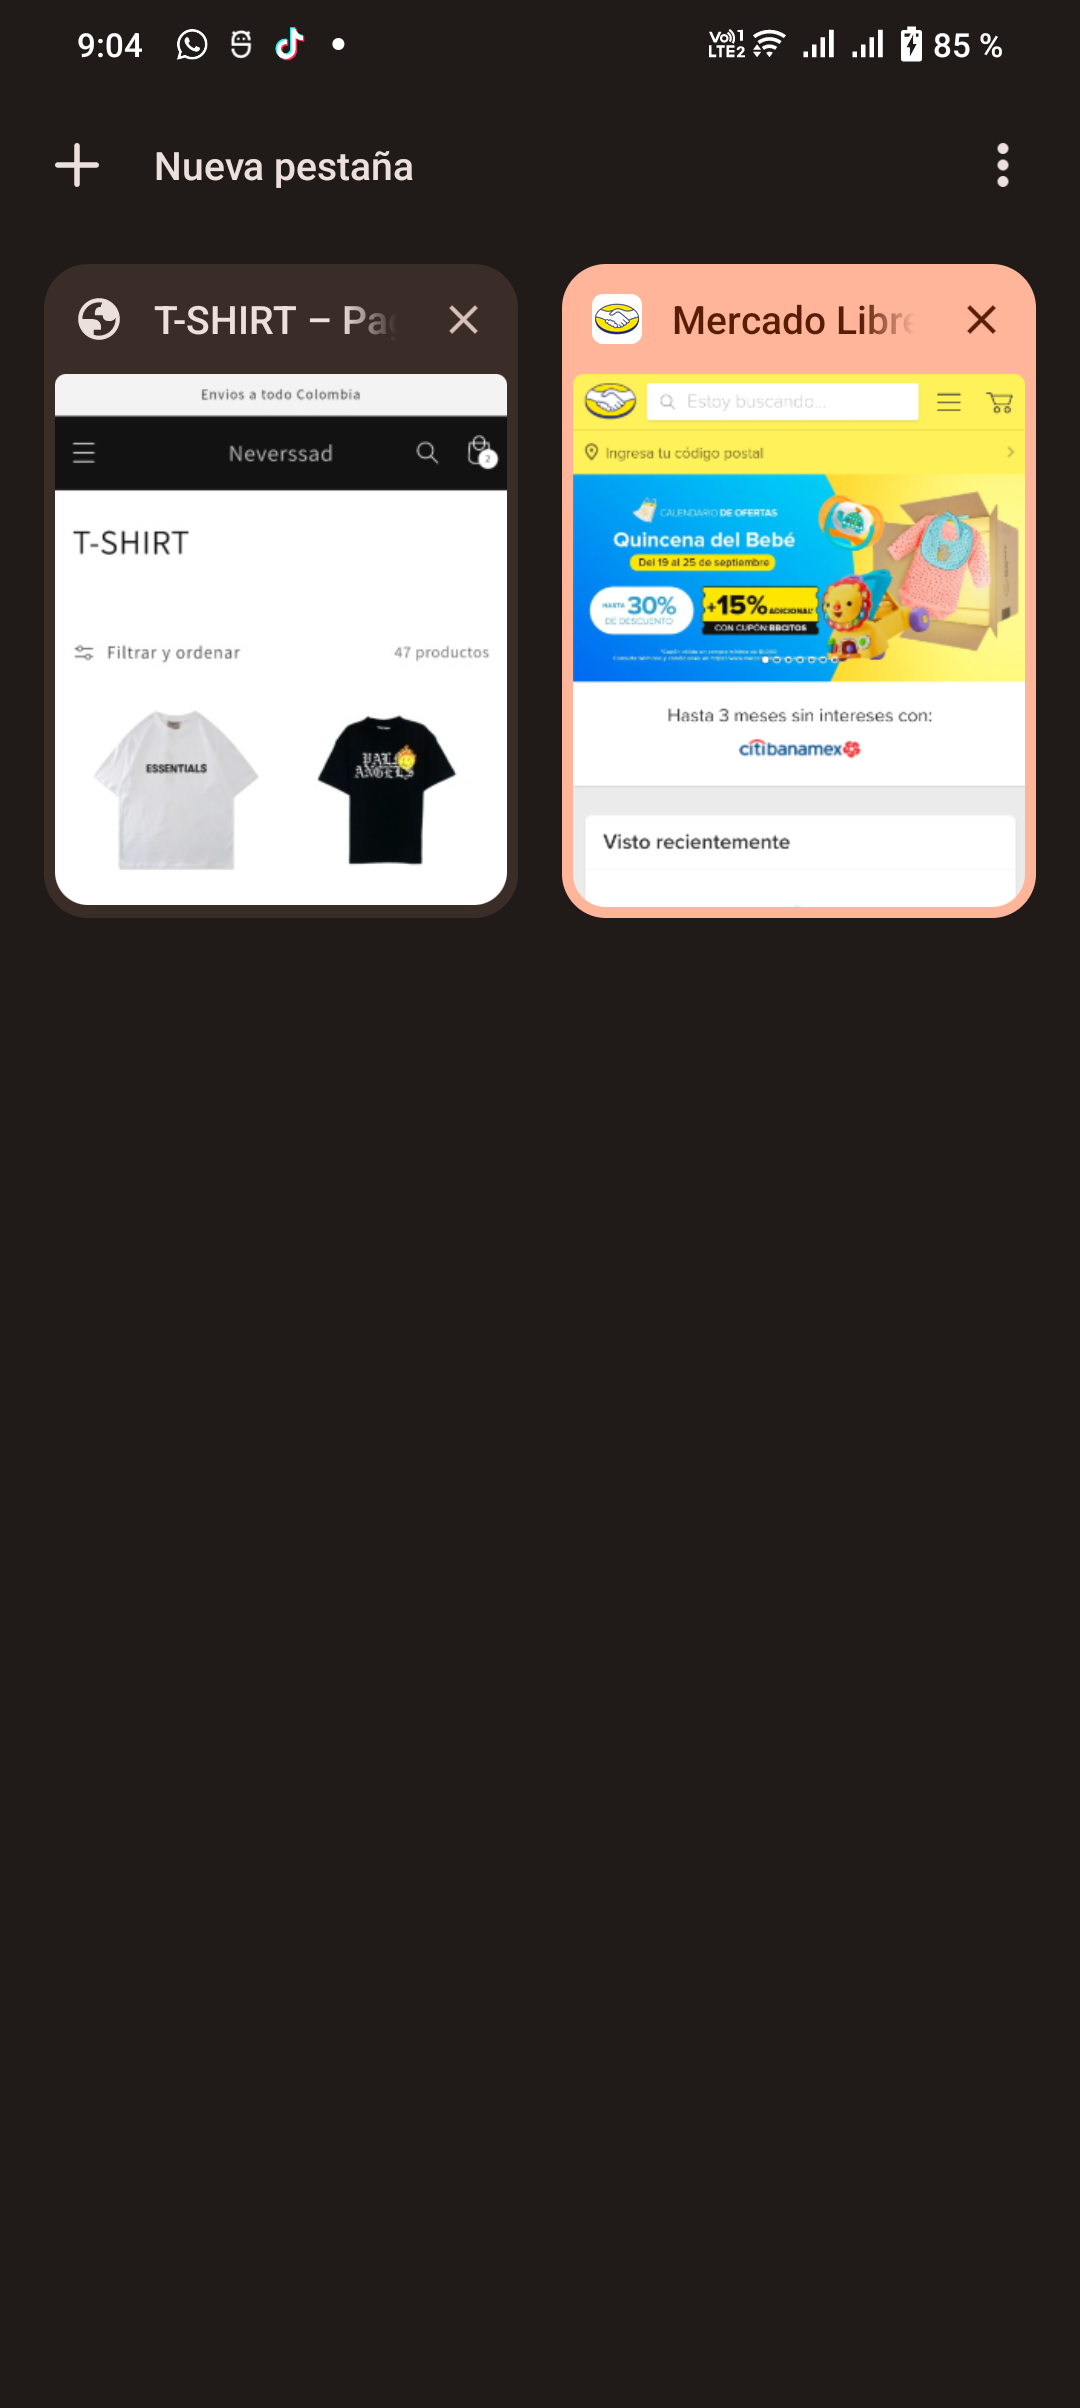 9:04
Vo))1 LTE2
85 %
Nueva pestaña
T-SHIRT – Pag
Envios a todo Colombia
Neverssad
2
T-SHIRT
Filtrar y ordenar
47 productos
ESSENTIALS
PALM
ANGELS
Mercado Libre
Estoy buscando...
Ingresa tu código postal
CALENDARIO DE OFERTAS
Quincena del Bebé
Del 19 al 25 de septiembre
HASTA 30%
DE DESCUENTO
+15% ADICIONAL*
CON CUPÓN: BBCITOS
Hasta 3 meses sin intereses con:
citibanamex
Visto recientemente